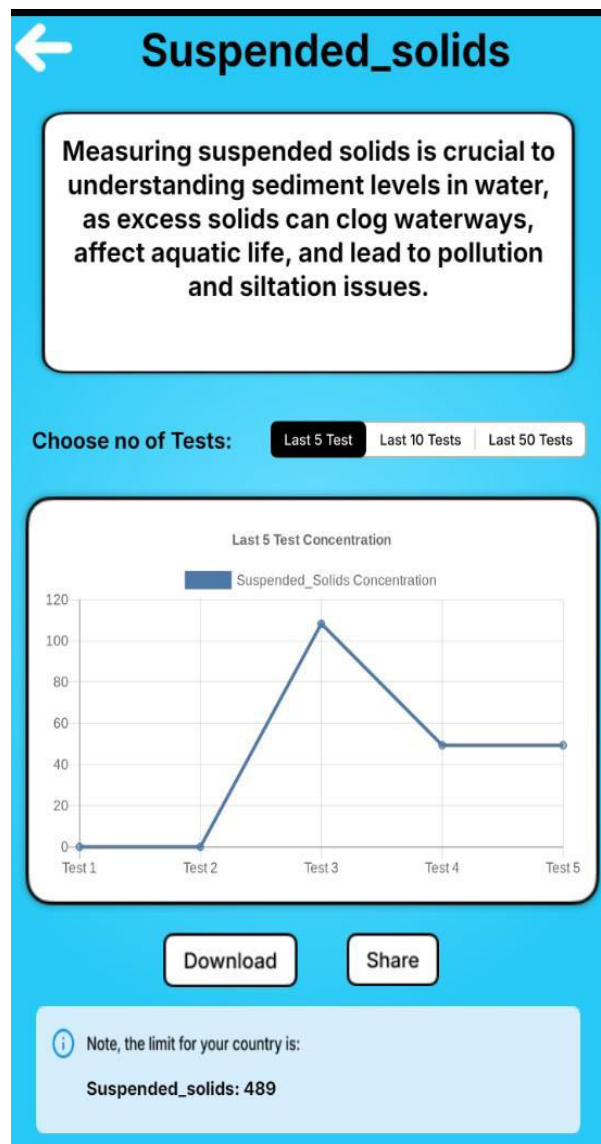 Suspended_solids
Measuring suspended solids is crucial to
understanding sediment levels in water,
as excess solids can clog waterways,
affect aquatic life, and lead to pollution
and siltation issues.
Choose no of Tests: Last 5 Test Last 10 Tests Last 50 Tests
Last 5 Test Concentration
Suspended_Solids Concentration
120
100
80
60
40
20
0
Test 1 Test 2 Test 3 Test 4 Test 5
Download Share
Note, the limit for your country is:
Suspended_solids: 489